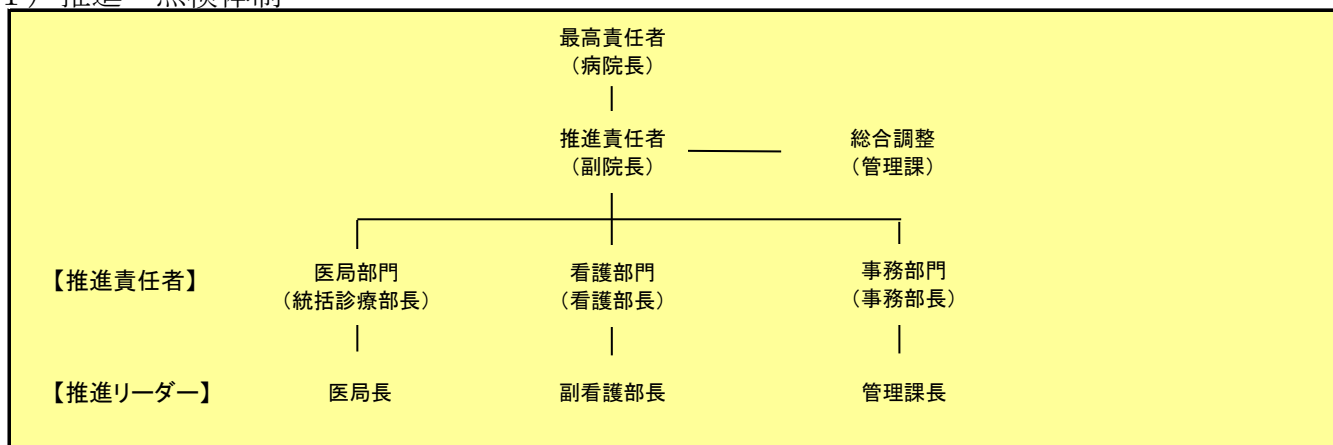 1）推進・点検体制
最高責任者
（病院長）
推進責任者
（副院長）
総合調整
（管理課）
【推進責任者】
医局部門
（統括診療部長）
看護部門
（看護部長）
事務部門
（事務部長）
【推進リーダー】
医局長
副看護部長
管理課長